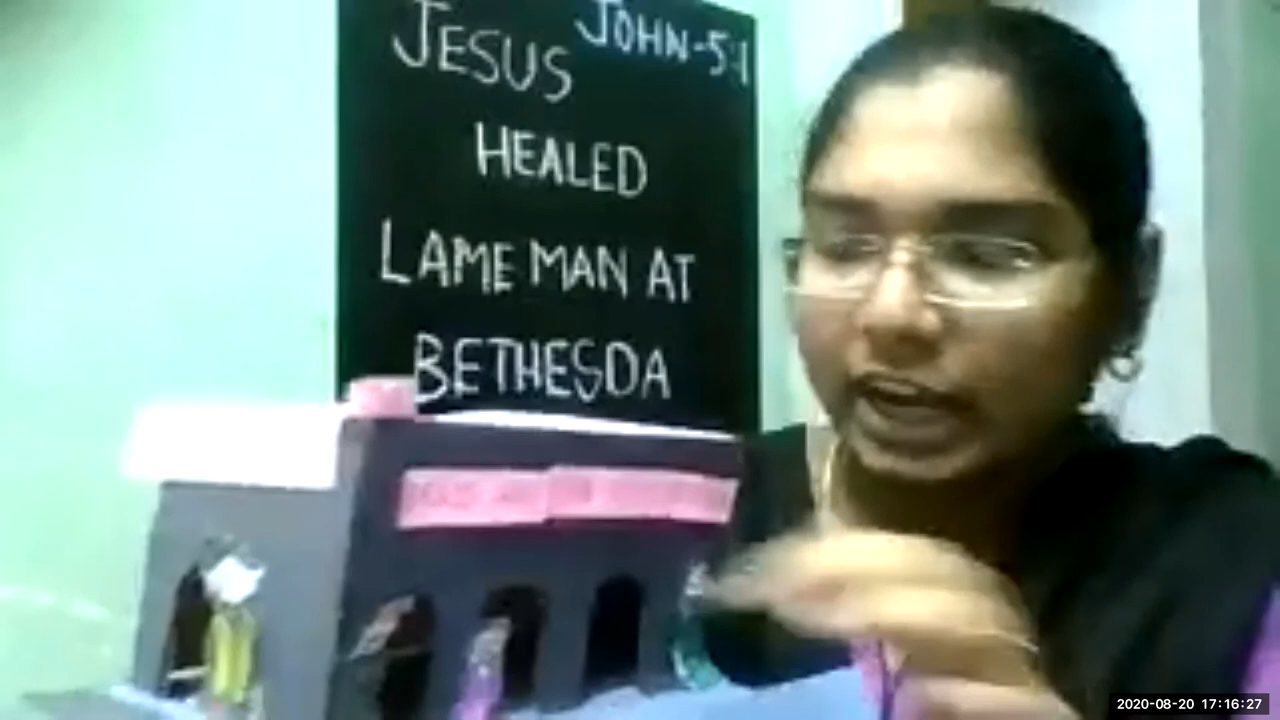 JESUS JOHN-5:1
HEALED
LAME MAN AT
BETHESDA
2020-08-20 17:16:27